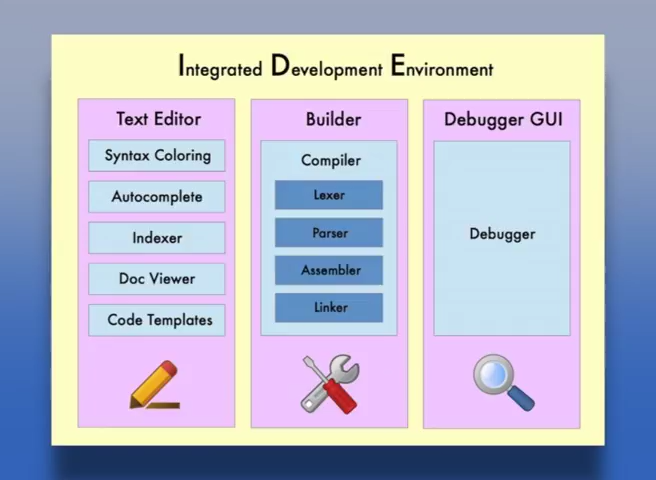 Integrated Development Environment
Text Editor
Syntax Coloring
Autocomplete
Indexer
Doc Viewer
Code Templates
Builder
Compiler
Lexer
Parser
Assembler
Linker
Debugger GUI
Debugger